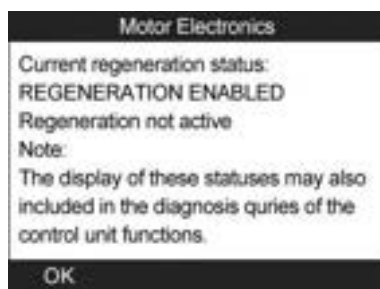 Motor Electronics
Current regeneration status:
REGENERATION ENABLED
Regeneration not active
Note:
The display of these statuses may also
included in the diagnosis quries of the
control unit functions.
OK